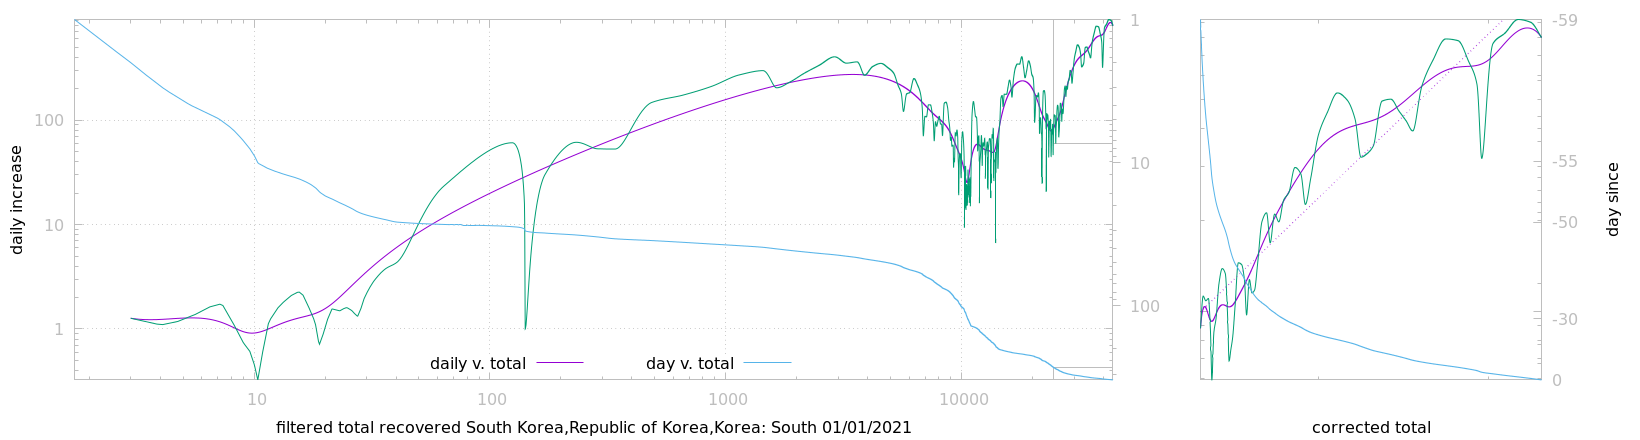 daily increase
100
10
1
10
100
1000
10000
1
10
100
daily v. total
day v. total
filtered total recovered South Korea,Republic of Korea,Korea: South 01/01/2021
-59
-55
-50
-30
0
day since
corrected total